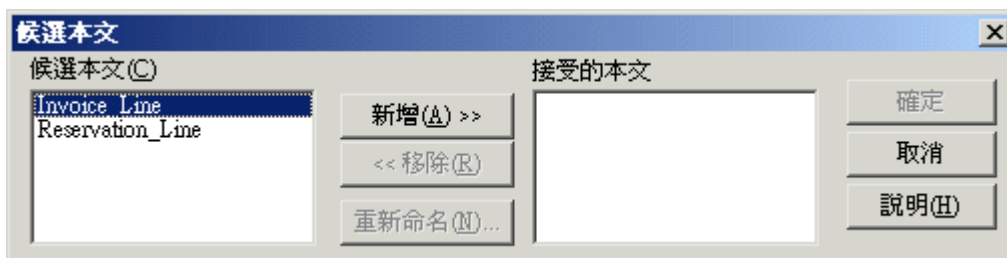 候選本文
候選本文(C)
Invoice_Line
Reservation_Line
新增(A) >>
<< 移除(R)
重新命名(N)...
接受的本文
確定
取消
說明(H)